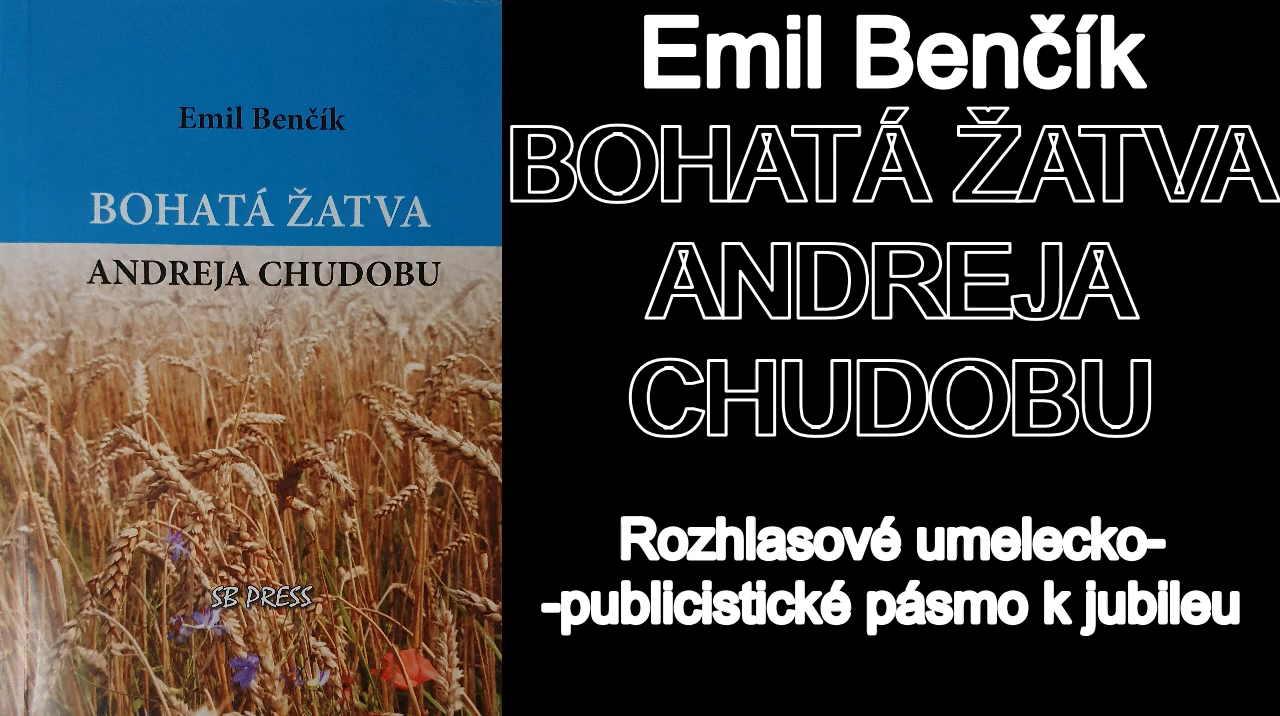 Emil Benčík
BOHATÁ ŽATVA
ANDREJA CHUDOBU
SB PRESS
Emil Benčík
BOHATÁ ŽATVA
ANDREJA
CHUDOBU
Rozhlasové umelecko-
-publicistické pásmo k jubileu